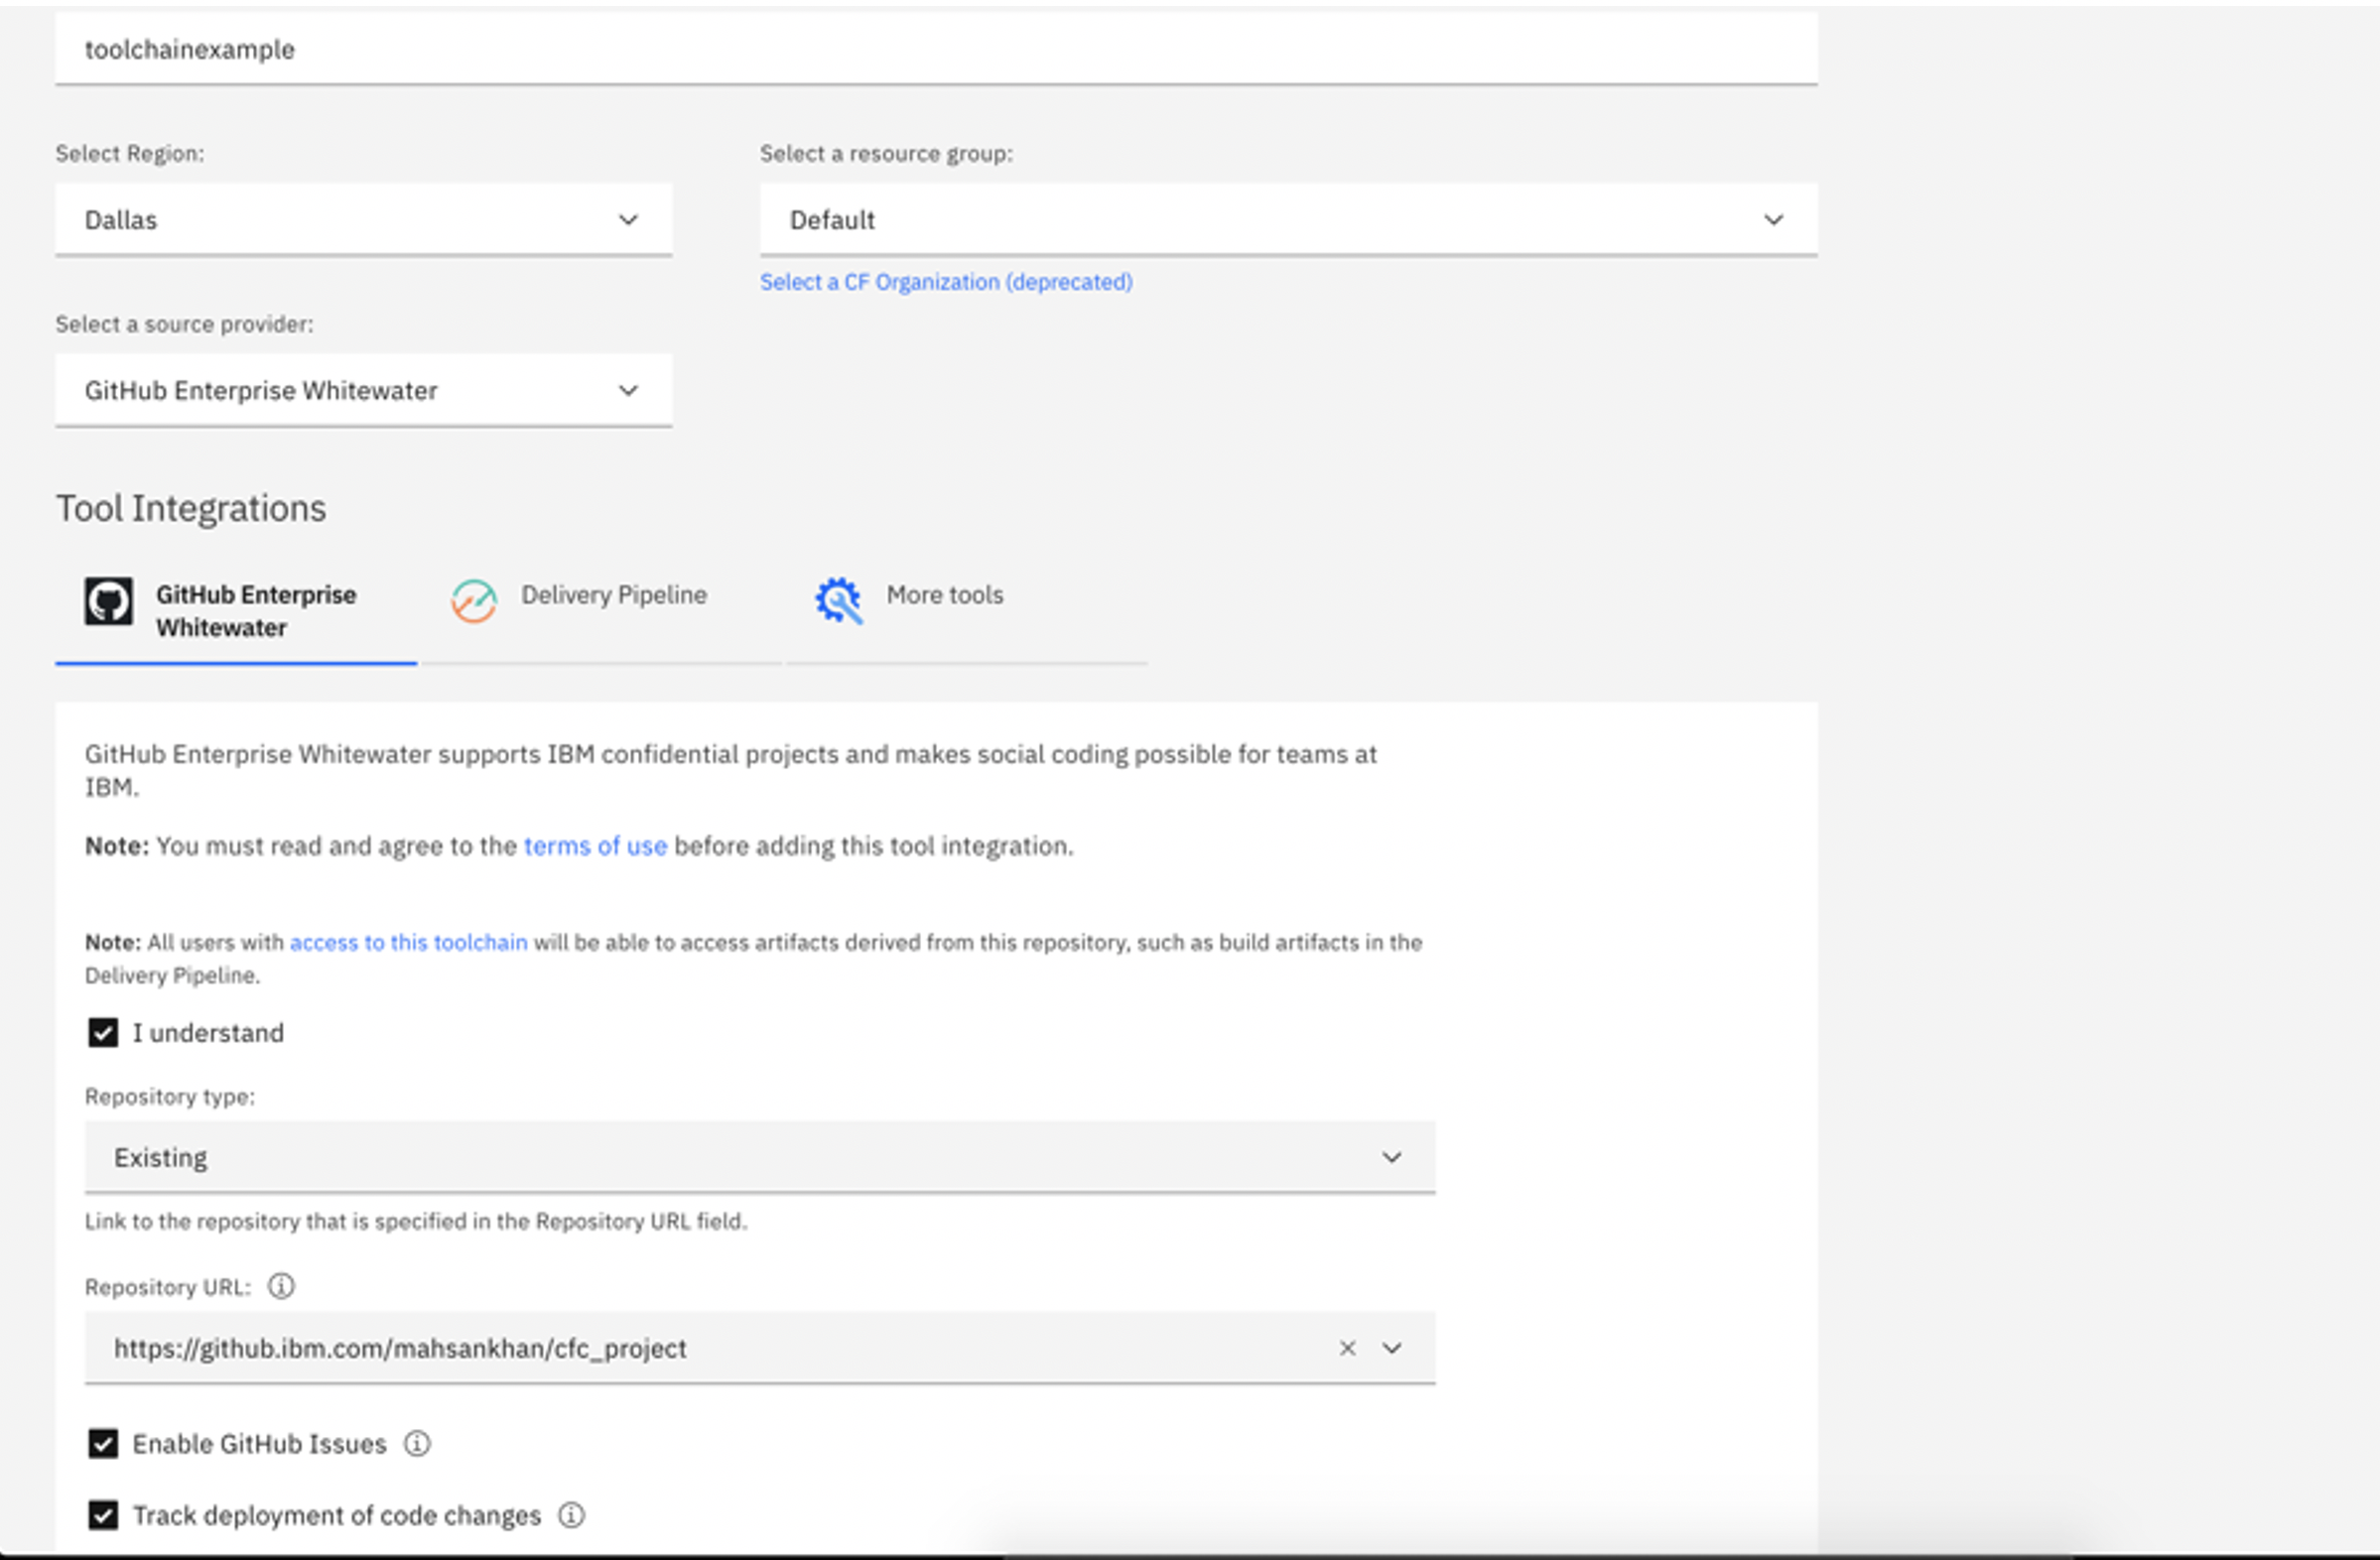 toolchainexample
Select Region:
Select a resource group:
Dallas
Default
Select a CF Organization (deprecated)
Select a source provider:
GitHub Enterprise Whitewater
Tool Integrations
GitHub Enterprise
Whitewater
Delivery Pipeline
More tools
GitHub Enterprise Whitewater supports IBM confidential projects and makes social coding possible for teams at
IBM.
Note: You must read and agree to the terms of use before adding this tool integration.
Note: All users with access to this toolchain will be able to access artifacts derived from this repository, such as build artifacts in the
Delivery Pipeline.
I understand
Repository type:
Existing
Link to the repository that is specified in the Repository URL field.
Repository URL:
https://github.ibm.com/mahsankhan/cfc_project
Enable GitHub Issues
Track deployment of code changes